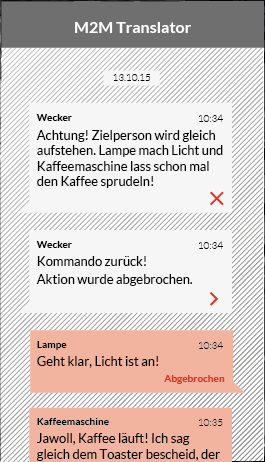 M2M Translator
13.10.15
Wecker 10:34
Achtung! Zielperson wird gleich
aufstehen. Lampe mach Licht und
Kaffeemaschine lass schon mal
den Kaffee sprudeln!
Wecker 10:34
Kommando zurück!
Aktion wurde abgebrochen.
Lampe 10:34
Geht klar, Licht ist an!
Abgebrochen
Kaffeemaschine 10:35
Jawoll, Kaffee läuft! Ich sag
gleich dem Toaster bescheid, der